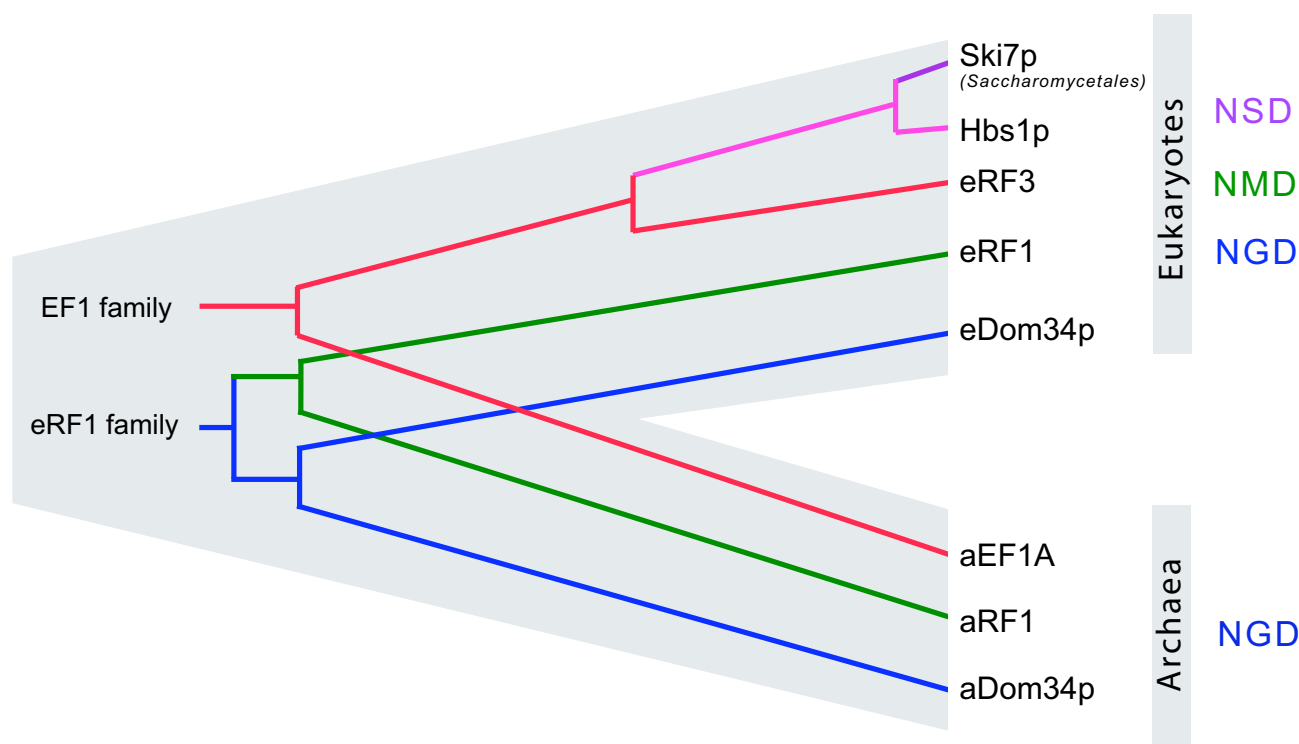 Ski7p
(Saccharomycetales)
Hbs1p
eRF3
eRF1
eDom34p
Eukaryotes
NSD
NMD
NGD
EF1 family
eRF1 family
aEF1A
aRF1
aDom34p
Archaea
NGD